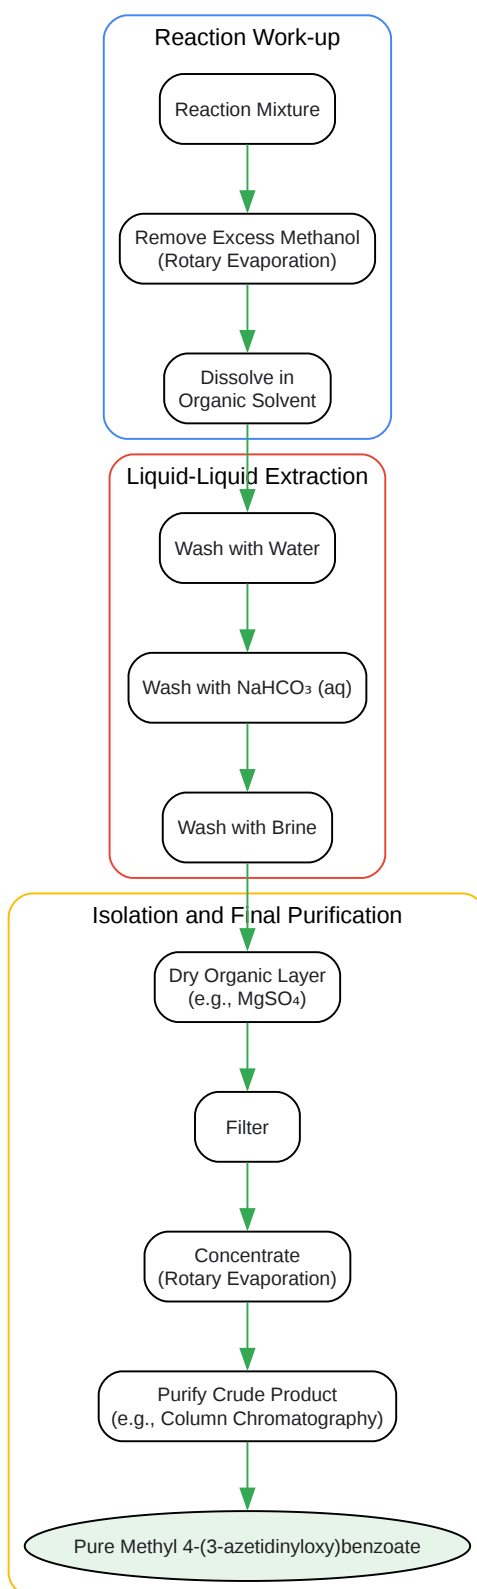 Reaction Work-up
Reaction Mixture
Remove Excess Methanol
(Rotary Evaporation)
Dissolve in
Organic Solvent
Liquid-Liquid Extraction
Wash with Water
Wash with NaHCO₃ (aq)
Wash with Brine
Isolation and Final Purification
Dry Organic Layer
(e.g., MgSO₄)
Filter
Concentrate
(Rotary Evaporation)
Purify Crude Product
(e.g., Column Chromatography)
Pure Methyl 4-(3-azetidinyloxy)benzoate